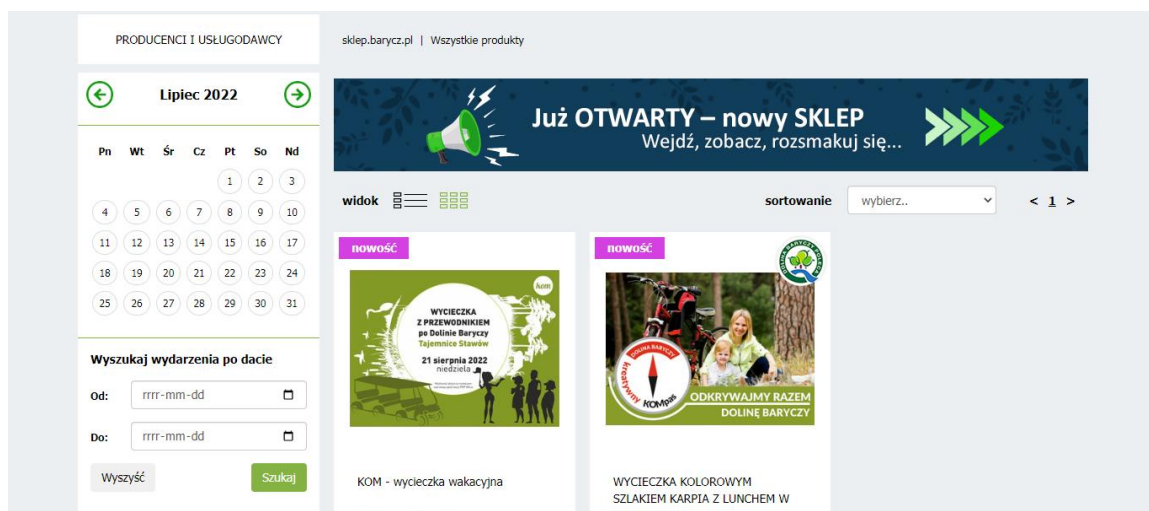 PRODUCENCI I USŁUGODAWCY
sklep.barycz.pl | Wszystkie produkty
Lipiec 2022
Pn Wt Śr Cz Pt So Nd
1 2 3
4 5 6 7 8 9 10
11 12 13 14 15 16 17
18 19 20 21 22 23 24
25 26 27 28 29 30 31
Wyszukaj wydarzenia po dacie
Od: rrrr-mm-dd
Do: rrrr-mm-dd
Wyszyść Szukaj
Już OTWARTY – nowy SKLEP
Wejdź, zobacz, rozsmakuj się...
widok
sortowanie wybierz.. < 1 >
nowość
kom
WYCIECZKA
Z PRZEWODNIKIEM
po Dolinie Baryczy
Tajemnice Stawów
21 sierpnia 2022
niedziela
KOM - wycieczka wakacyjna
nowość
DOLINA BARYCZY POLECA
DOLINA BARYCZY
kreatywny KOMpas
ODKRYWAJMY RAZEM
DOLINĘ BARYCZY
WYCIECZKA KOLOROWYM
SZLAKIEM KARPIA Z LUNCHEM W